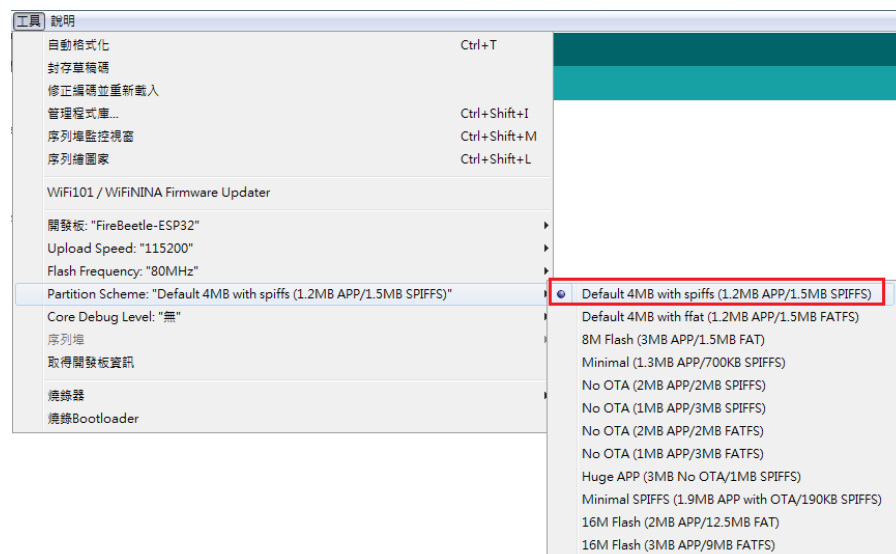 工具 說明
自動格式化 Ctrl+T
封存草稿碼
修正編碼並重新載入
管理程式庫... Ctrl+Shift+I
序列埠監控視窗 Ctrl+Shift+M
序列繪圖家 Ctrl+Shift+L
WiFi101 / WiFiNINA Firmware Updater
開發板: "FireBeetle-ESP32"
Upload Speed: "115200"
Flash Frequency: "80MHz"
Partition Scheme: "Default 4MB with spiffs (1.2MB APP/1.5MB SPIFFS)"
Core Debug Level: "無"
序列埠
取得開發板資訊
燒錄器
燒錄Bootloader
Default 4MB with spiffs (1.2MB APP/1.5MB SPIFFS)
Default 4MB with ffat (1.2MB APP/1.5MB FATFS)
8M Flash (3MB APP/1.5MB FAT)
Minimal (1.3MB APP/700KB SPIFFS)
No OTA (2MB APP/2MB SPIFFS)
No OTA (1MB APP/3MB SPIFFS)
No OTA (2MB APP/2MB FATFS)
No OTA (1MB APP/3MB FATFS)
Huge APP (3MB No OTA/1MB SPIFFS)
Minimal SPIFFS (1.9MB APP with OTA/190KB SPIFFS)
16M Flash (2MB APP/12.5MB FAT)
16M Flash (3MB APP/9MB FATFS)